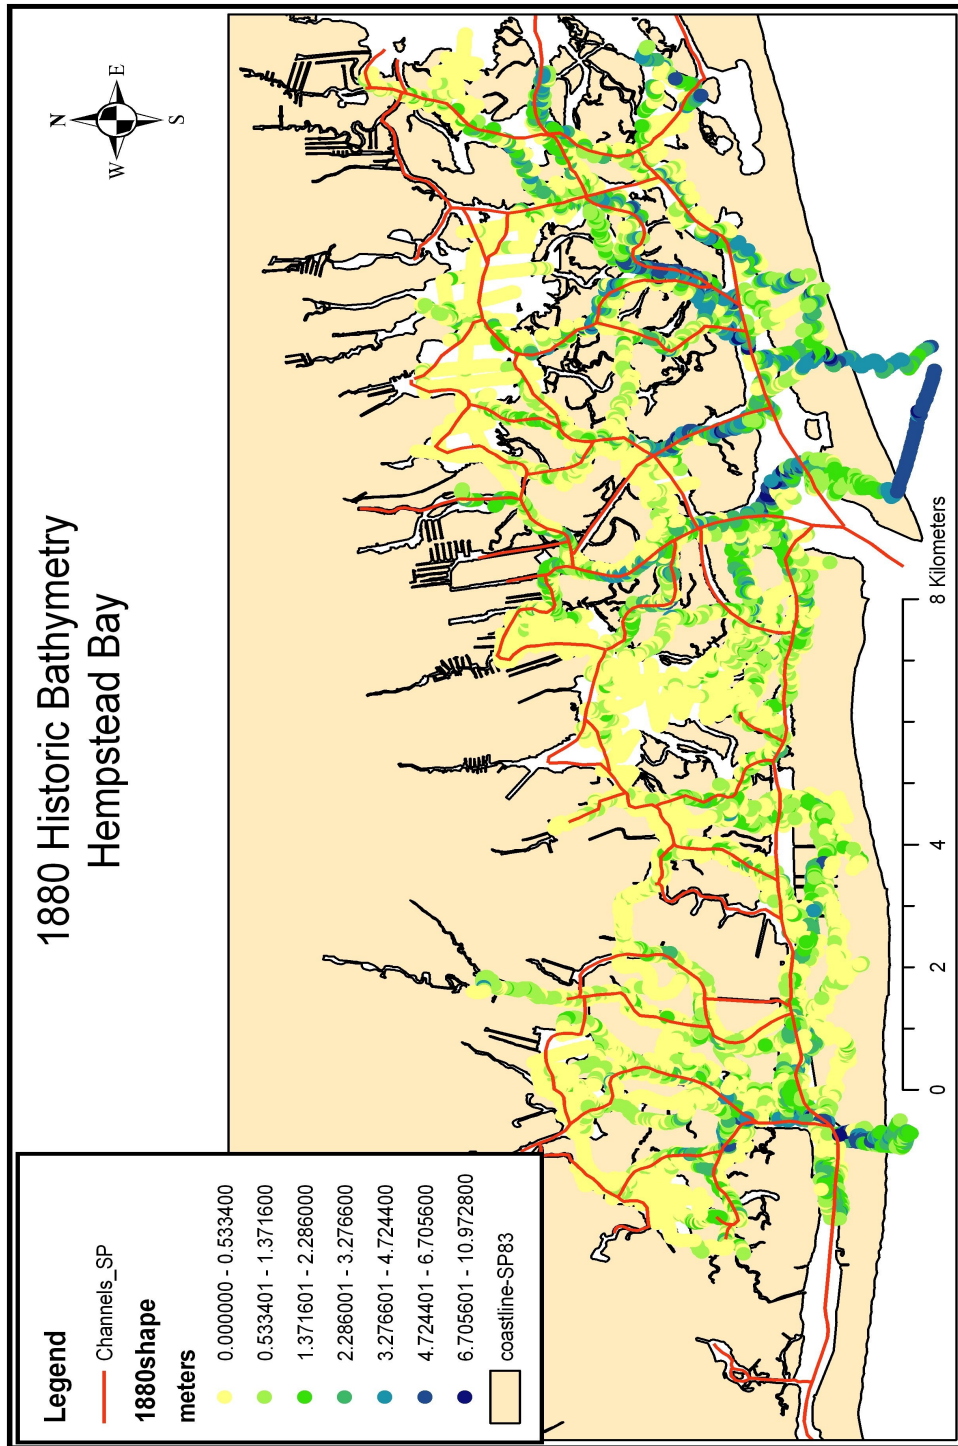 1880 Historic Bathymetry
Hempstead Bay
N
W
E
S
Legend
Channels_SP
1880shape
meters
0.000000 - 0.533400
0.533401 - 1.371600
1.371601 - 2.286000
2.286001 - 3.276600
3.276601 - 4.724400
4.724401 - 6.705600
6.705601 - 10.972800
coastline-SP83
0 2 4 8 Kilometers